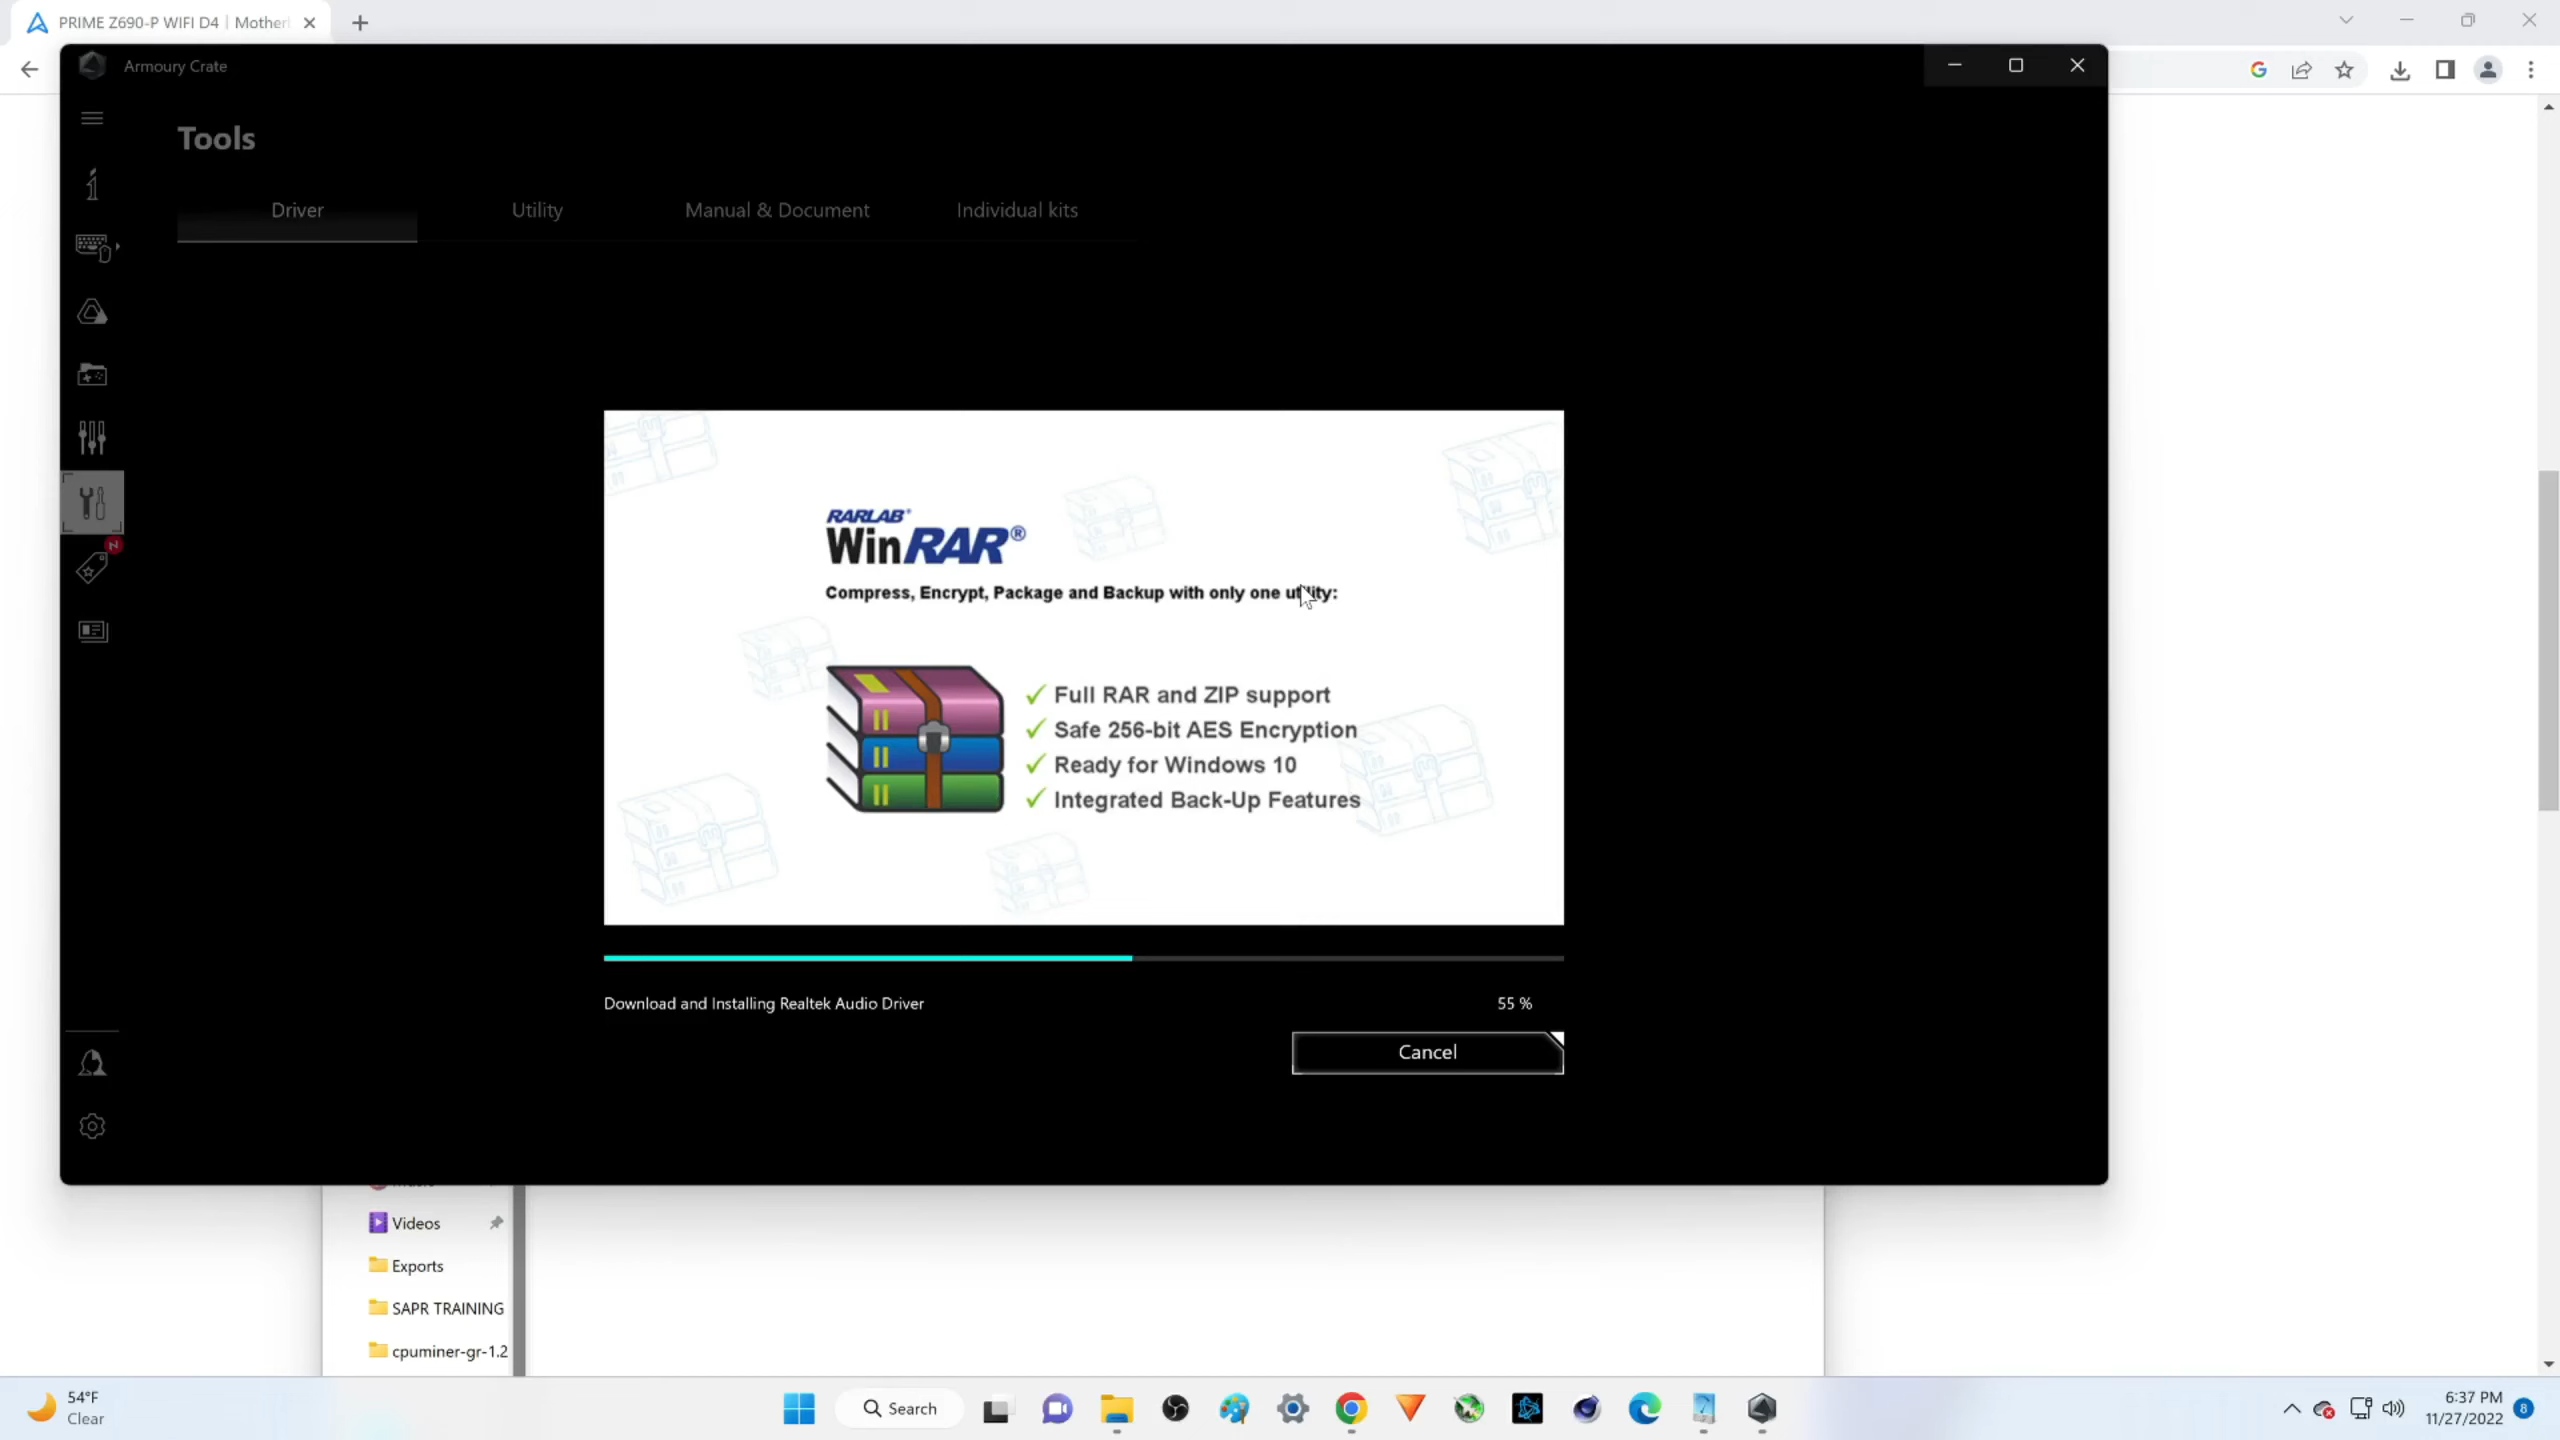 PRIME Z690-P WIFI D4 | Mother
Armoury Crate
Tools
Driver
Utility
Manual & Document
Individual kits
RARLAB®
WinRAR®
Compress, Encrypt, Package and Backup with only one utility:
✓ Full RAR and ZIP support
✓ Safe 256-bit AES Encryption
✓ Ready for Windows 10
✓ Integrated Back-Up Features
Download and Installing Realtek Audio Driver
55 %
Cancel
Videos
Exports
SAPR TRAINING
cpuminer-gr-1.2
54°F
Clear
Search
6:37 PM
11/27/2022
8